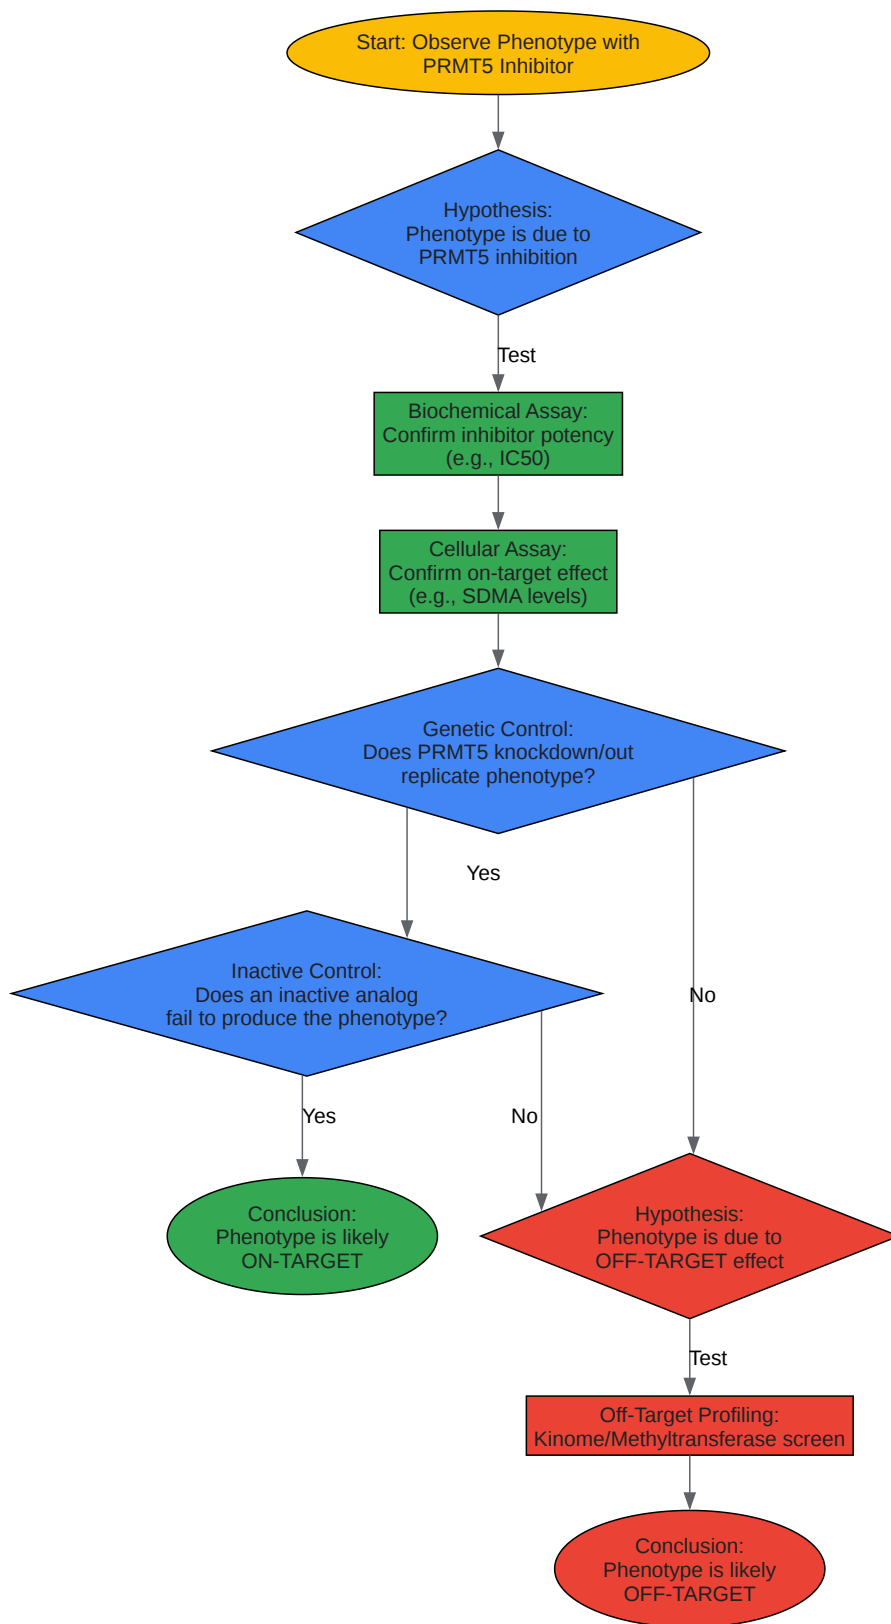 Start: Observe Phenotype with
PRMT5 Inhibitor
Hypothesis:
Phenotype is due to
PRMT5 inhibition
Test
Biochemical Assay:
Confirm inhibitor potency
(e.g., IC50)
Cellular Assay:
Confirm on-target effect
(e.g., SDMA levels)
Genetic Control:
Does PRMT5 knockdown/out
replicate phenotype?
Yes
Inactive Control:
Does an inactive analog
fail to produce the phenotype?
No
Yes
No
Conclusion:
Phenotype is likely
ON-TARGET
Hypothesis:
Phenotype is due to
OFF-TARGET effect
Test
Off-Target Profiling:
Kinome/Methyltransferase screen
Conclusion:
Phenotype is likely
OFF-TARGET